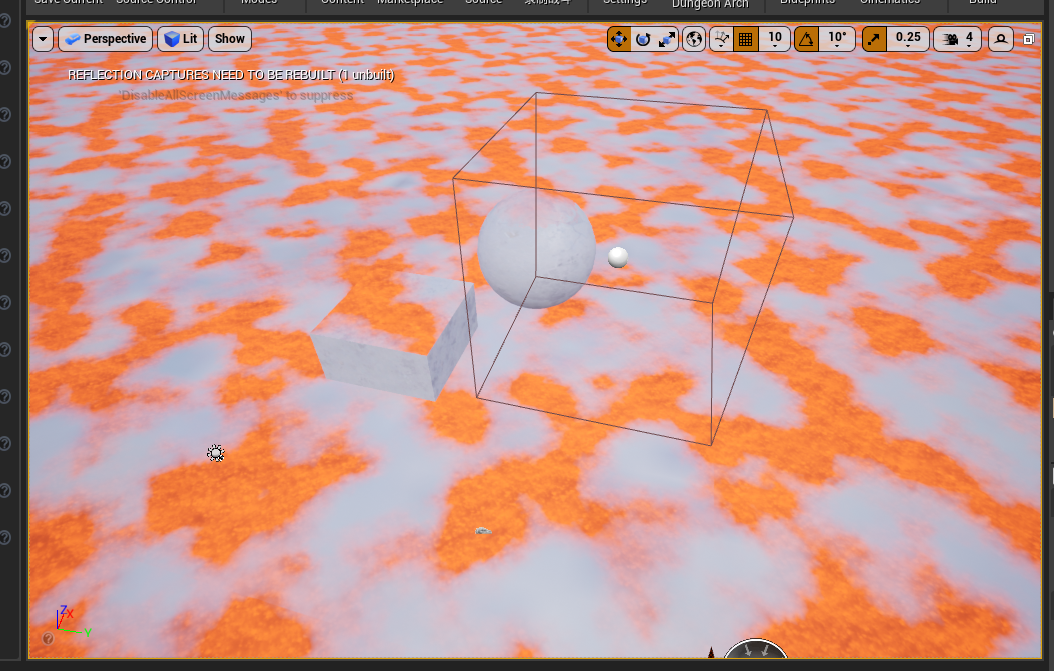 Save Current Source Control Modes Content Marketplace Source Settings Dungeon Arch Blueprints Cinematics Build
Perspective Lit Show 10 10° 0.25 4
REFLECTION CAPTURES NEED TO BE REBUILT (1 unbuilt)
'DisableAllScreenMessages' to suppress
Z
X
Y